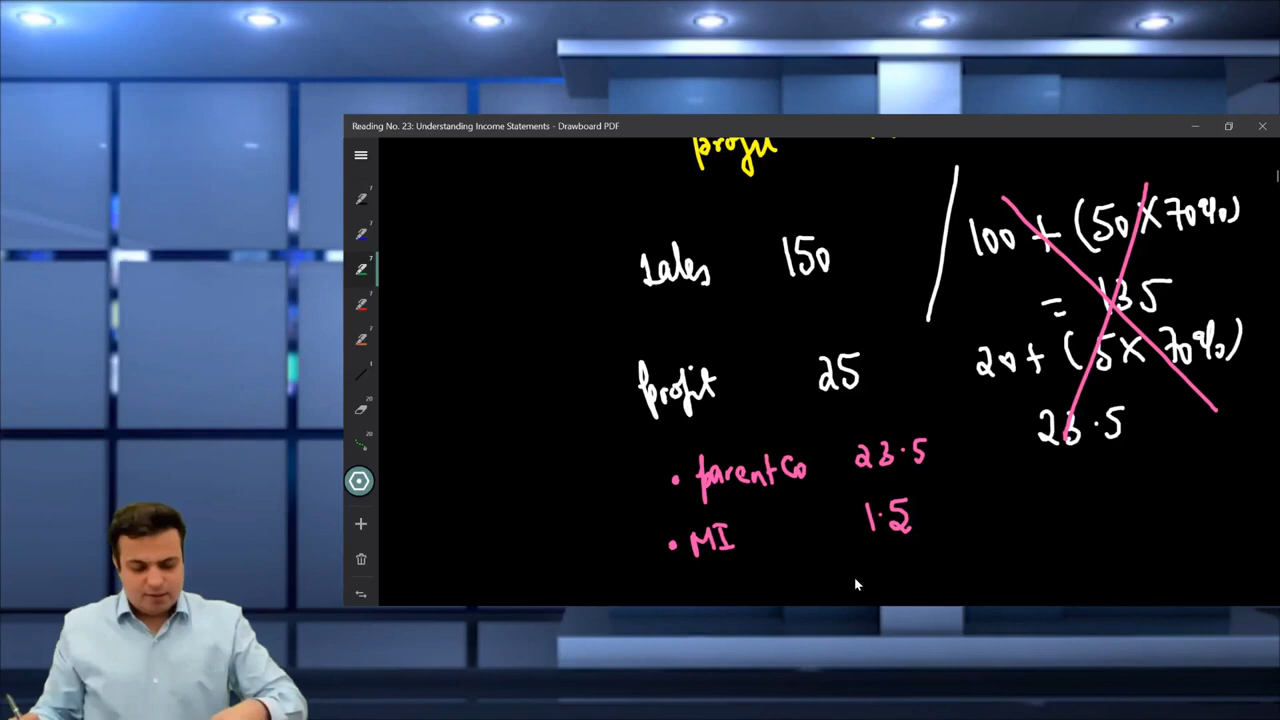 Reading No. 23: Understanding Income Statements - Drawboard PDF
profit
sales 150
100 + (50 X 70%)
= 135
profit 25
20 + (5 X 70%)
23.5
• parentCo 23.5
• MI 1.5